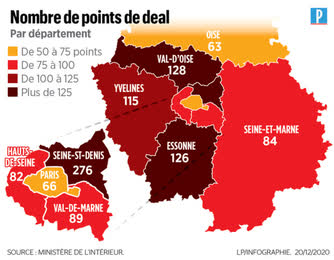 Nombre de points de deal
P
Par département
De 50 à 75 points
De 75 à 100
De 100 à 125
Plus de 125
OISE
63
VAL-D'OISE
128
YVELINES
115
SEINE-ET-MARNE
84
ESSONNE
126
HAUTS-
DE-SEINE
82
SEINE-ST-DENIS
276
PARIS
66
VAL-DE-MARNE
89
SOURCE : MINISTÈRE DE L'INTÉRIEUR.
LP/INFOGRAPHIE, 20/12/2020